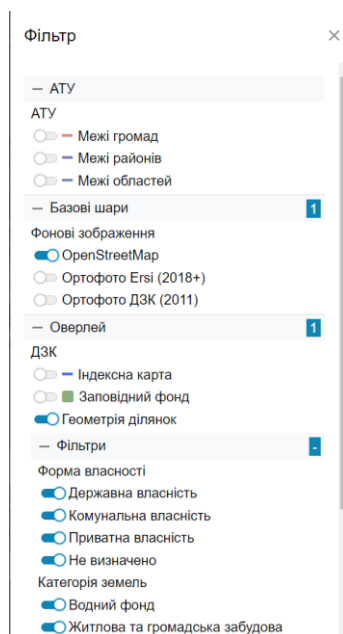 Фільтр
— АТУ
АТУ
Межі громад
Межі районів
Межі областей
— Базові шари 1
Фонові зображення
OpenStreetMap
Ортофото Ersi (2018+)
Ортофото ДЗК (2011)
— Оверлей 1
ДЗК
Індексна карта
Заповідний фонд
Геометрія ділянок
— Фільтри -
Форма власності
Державна власність
Комунальна власність
Приватна власність
Не визначено
Категорія земель
Водний фонд
Житлова та громадська забудова